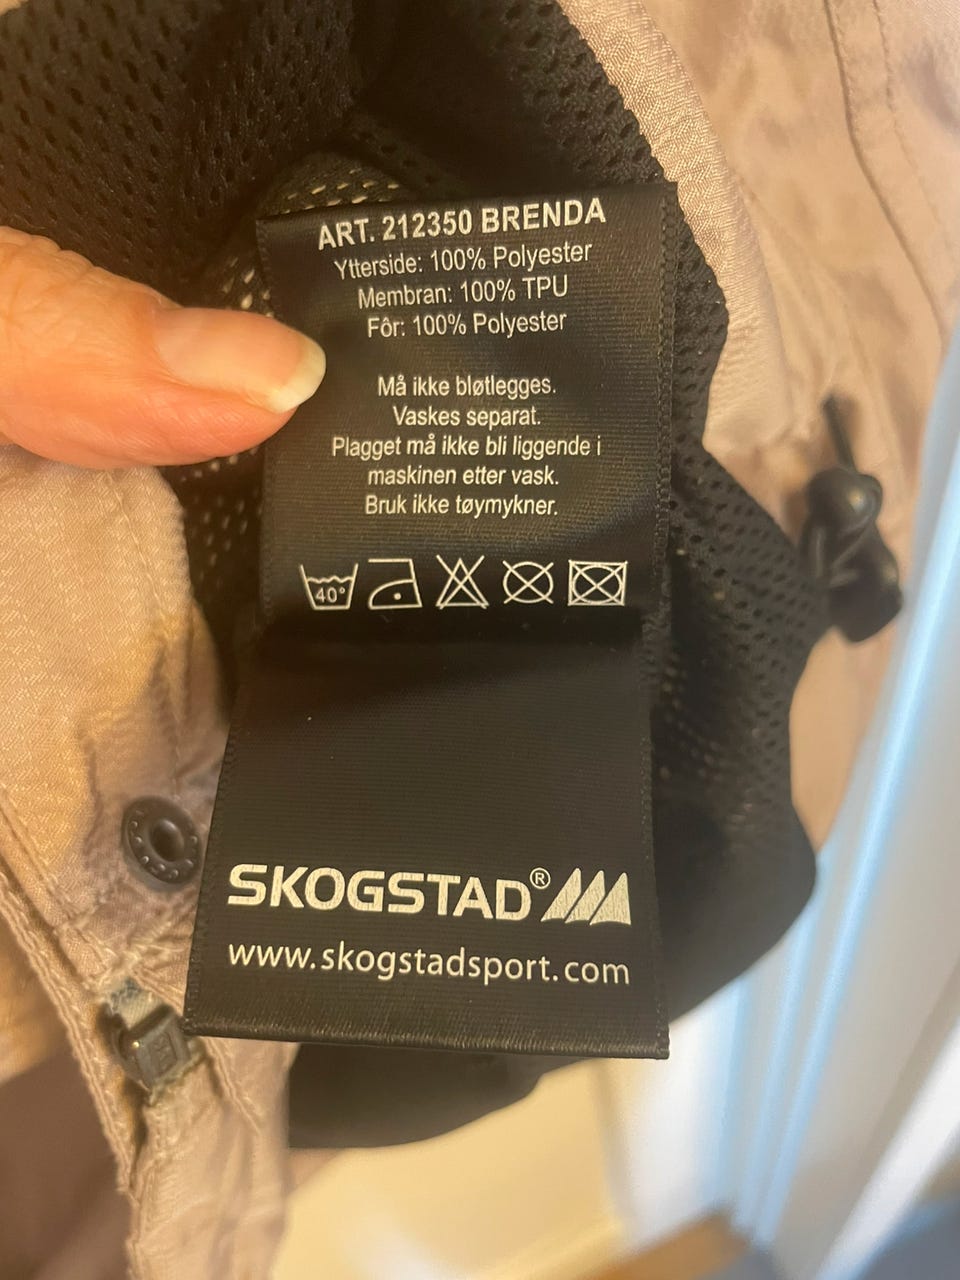 ART. 212350 BRENDA
Ytterside: 100% Polyester
Membran: 100% TPU
Fôr: 100% Polyester
Må ikke bløtlegges.
Vaskes separat.
Plagget må ikke bli liggende i
maskinen etter vask.
Bruk ikke tøymykner.
40°
SKOGSTAD®
www.skogstadsport.com